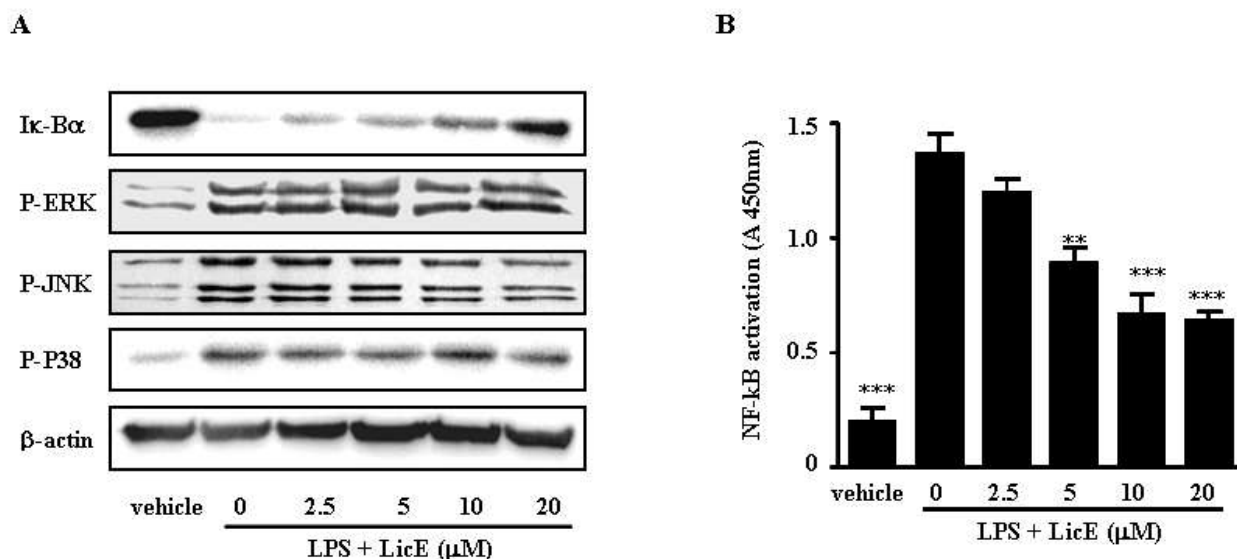 A
B
Iκ-Bα
P-ERK
P-JNK
P-P38
β-actin
vehicle 0 2.5 5 10 20
LPS + LicE (μM)
NF-kB activation (A 450nm)
1.5
1.0
0.5
0
***
**
***
***
vehicle 0 2.5 5 10 20
LPS + LicE (μM)